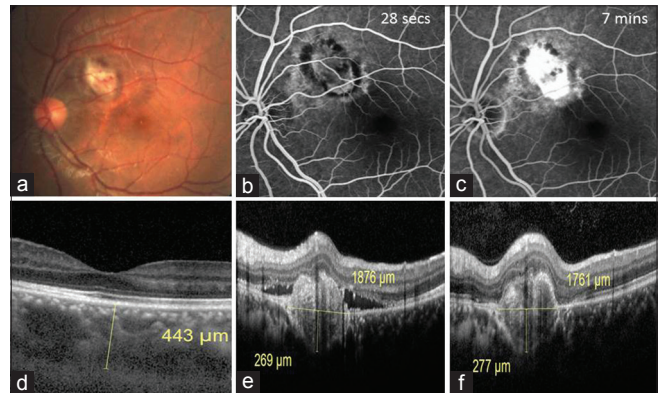 28 secs
7 mins
a
b
c
443 µm
1876 µm
269 µm
1761 µm
277 µm
d
e
f